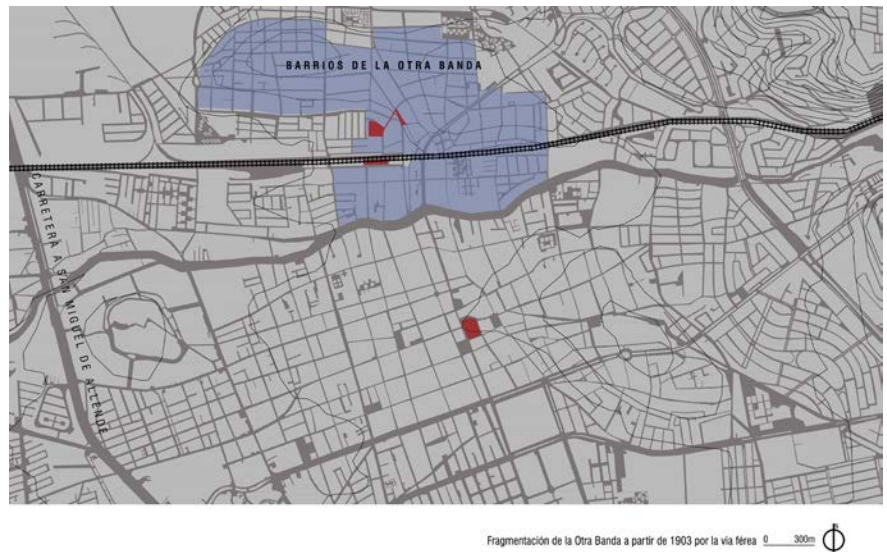 BARRIOS DE LA OTRA BANDA
CARRETERA A SAN MIGUEL DE ALLENDE
Fragmentación de la Otra Banda a partir de 1903 por la vía férea 0 300m